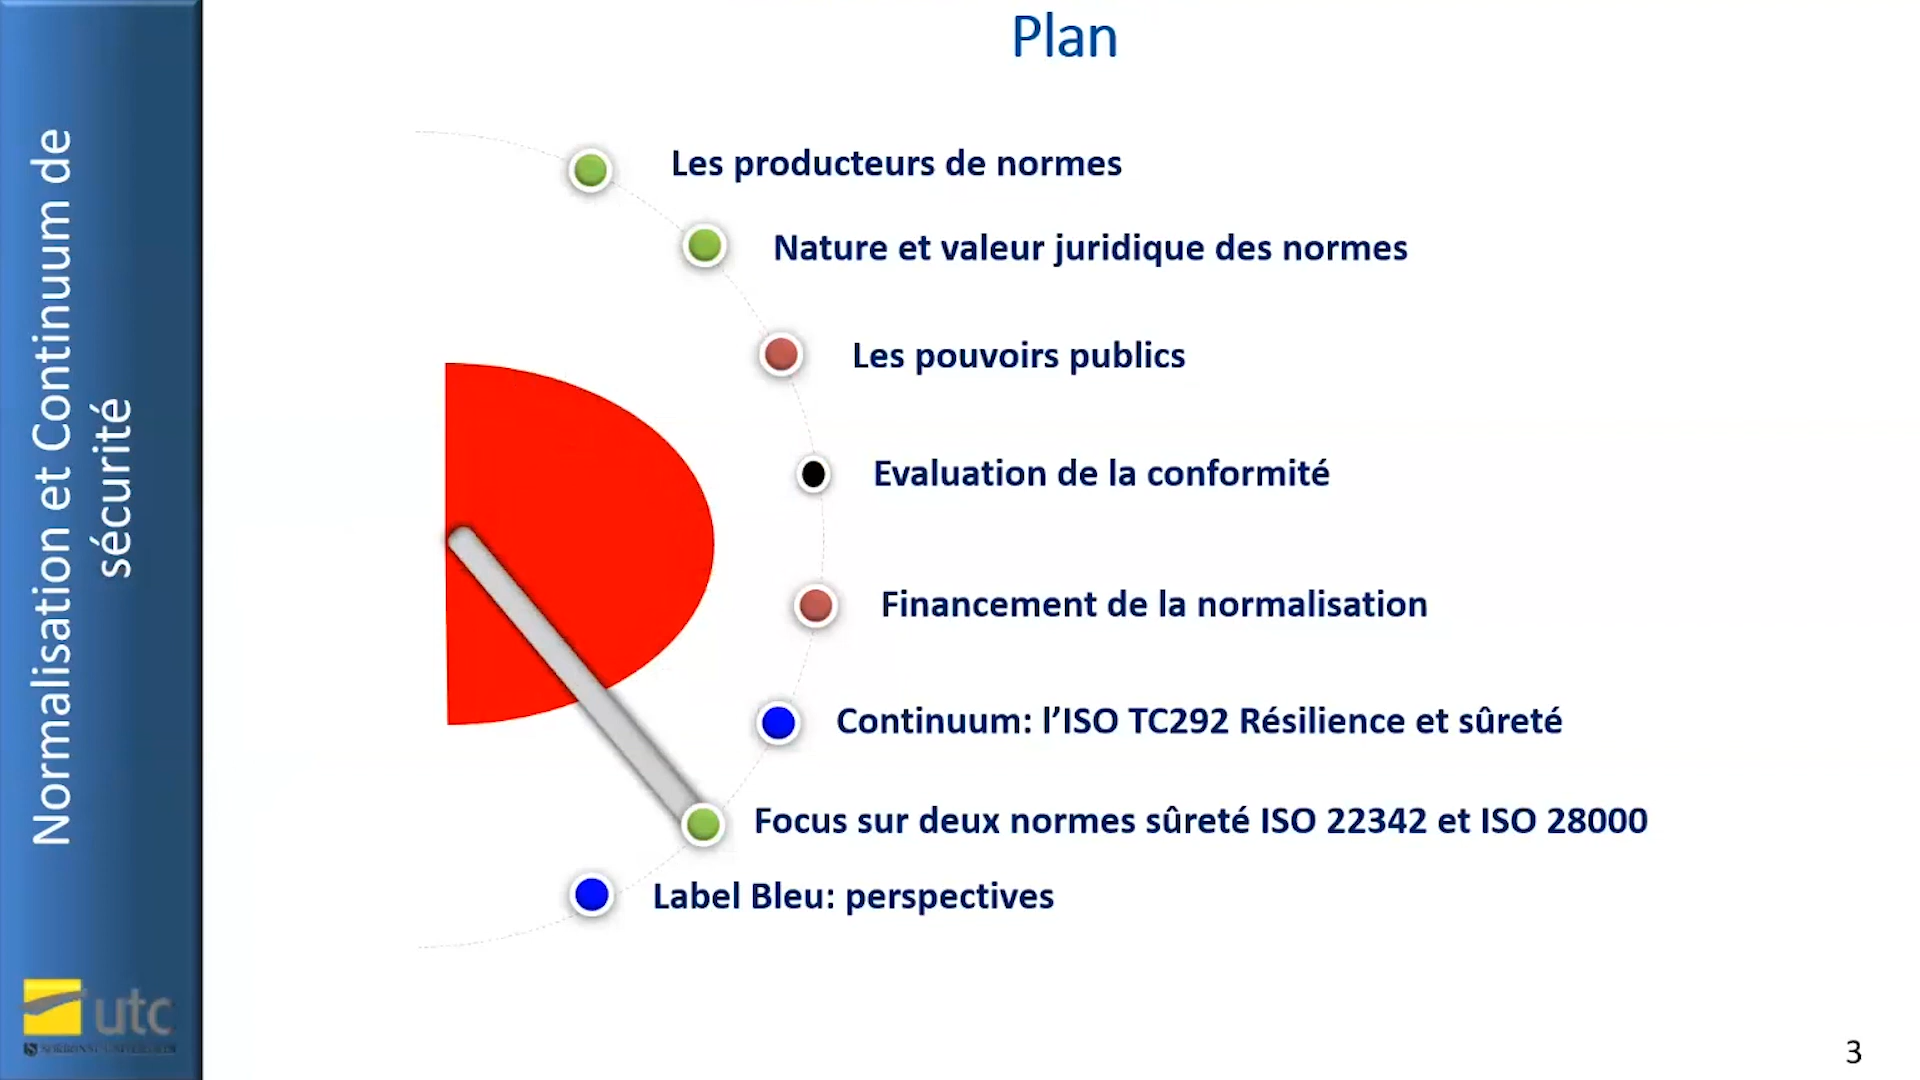 Plan
Normalisation et Continuum de
sécurité
Les producteurs de normes
Nature et valeur juridique des normes
Les pouvoirs publics
Evaluation de la conformité
Financement de la normalisation
Continuum: l’ISO TC292 Résilience et sûreté
Focus sur deux normes sûreté ISO 22342 et ISO 28000
Label Bleu: perspectives
utc
3